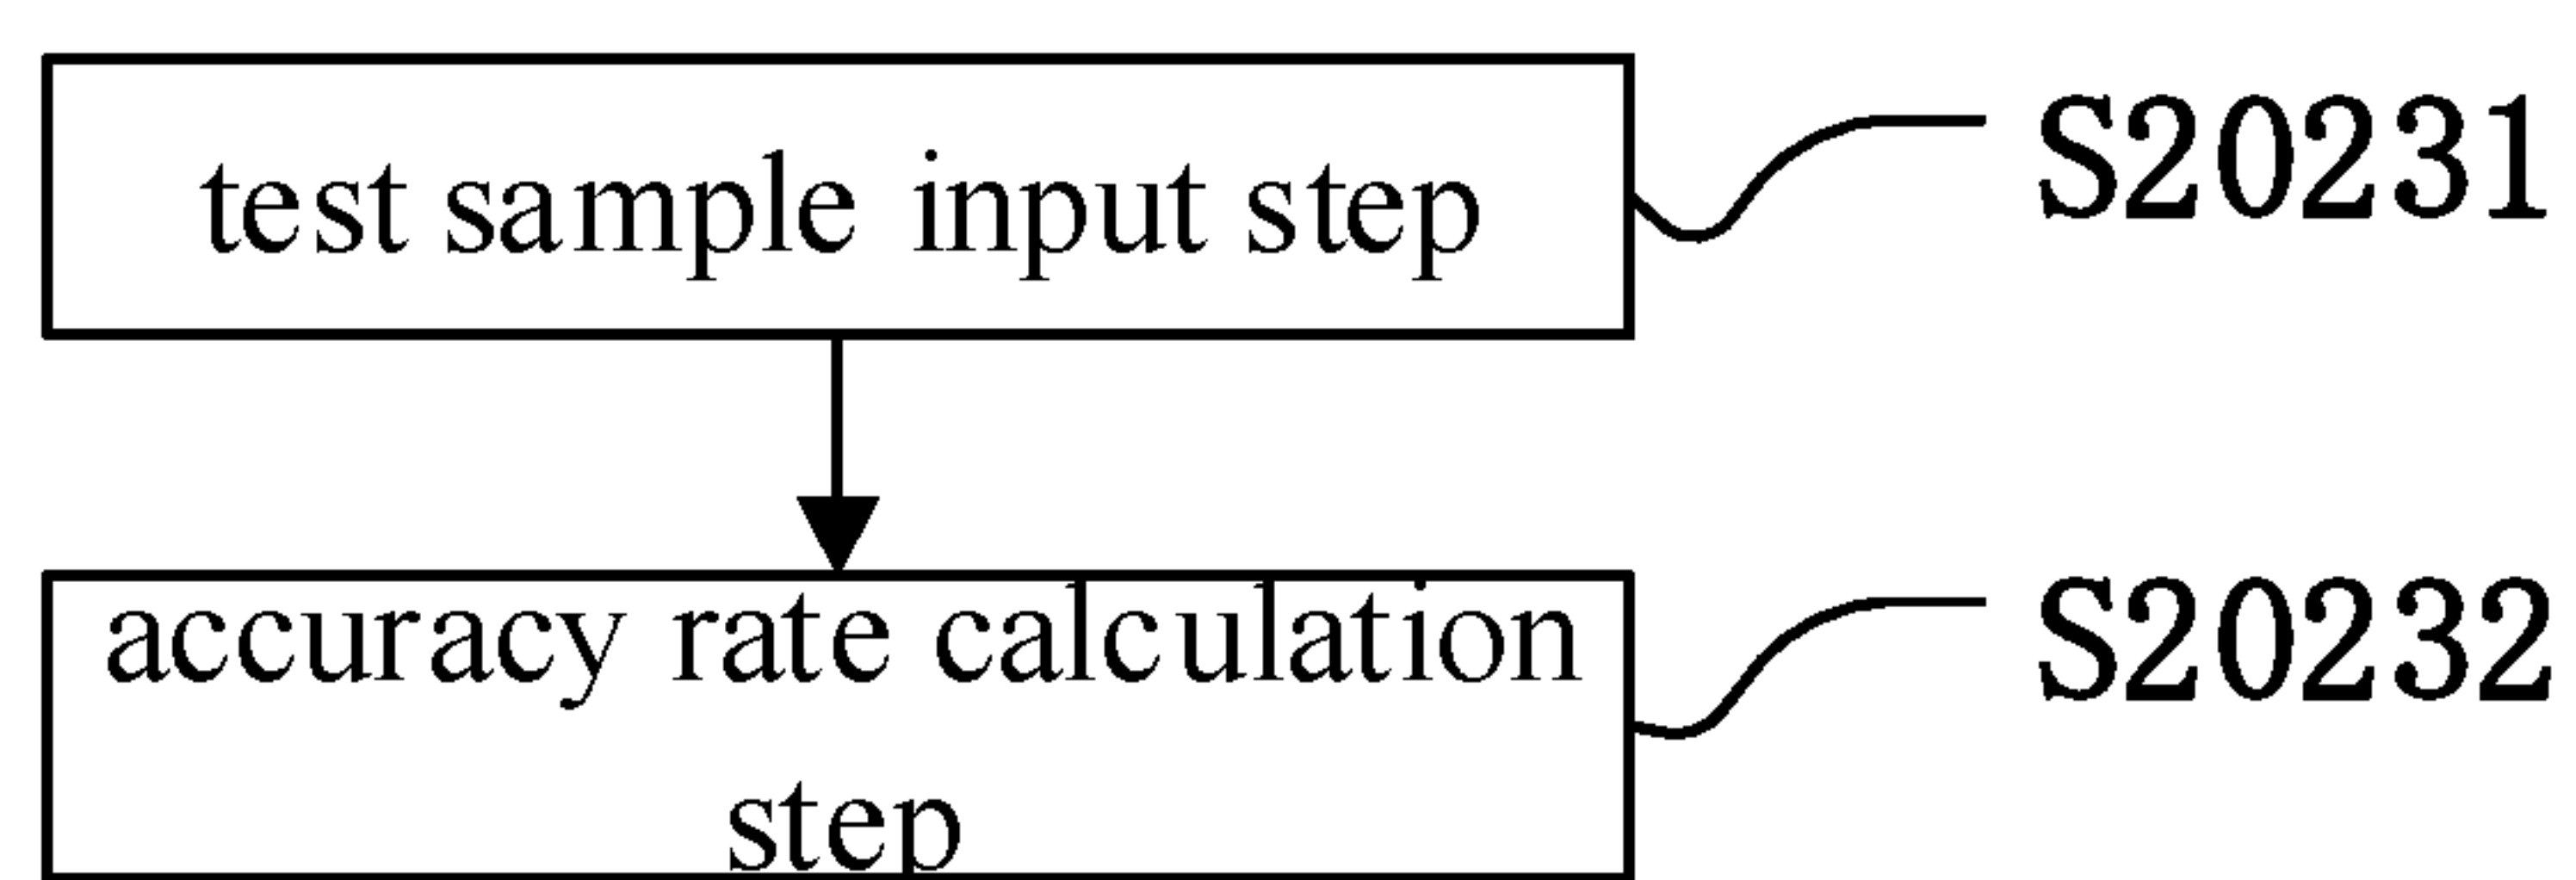 test sample input step
S20231
accuracy rate calculation
step
S20232